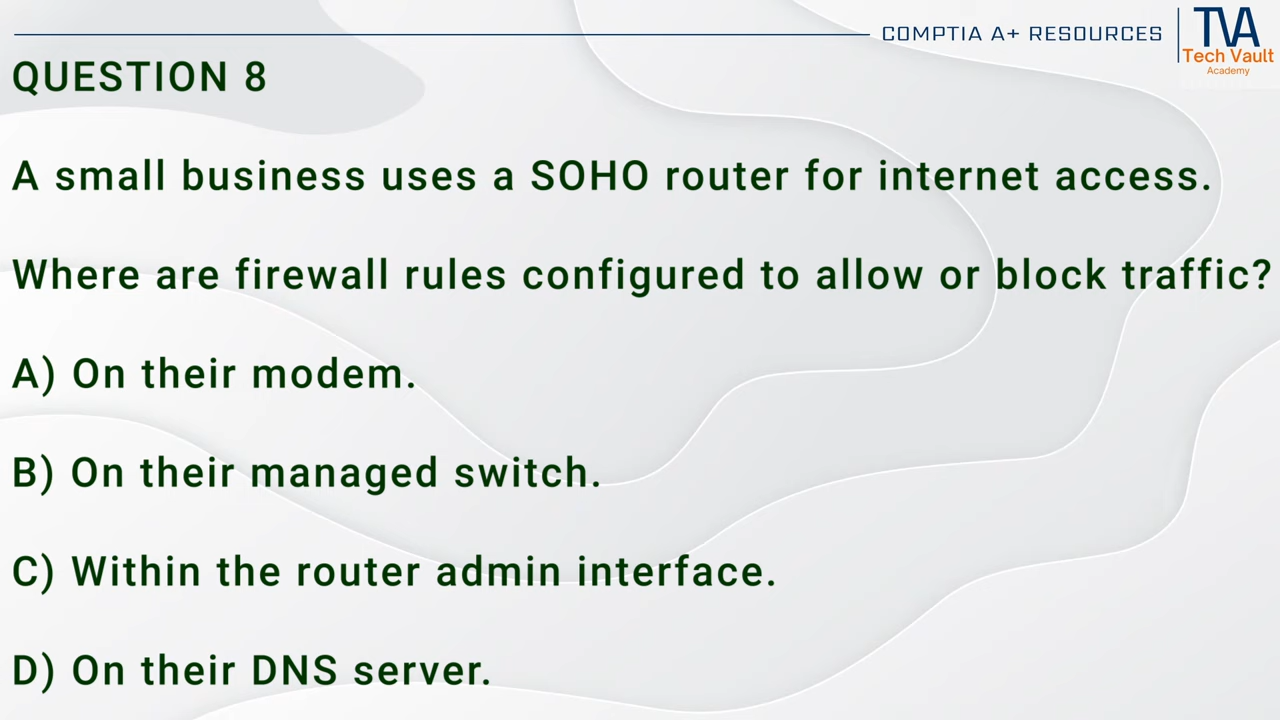 COMPTIA A+ RESOURCES
TVA
Tech Vault
Academy
QUESTION 8
A small business uses a SOHO router for internet access.
Where are firewall rules configured to allow or block traffic?
A) On their modem.
B) On their managed switch.
C) Within the router admin interface.
D) On their DNS server.